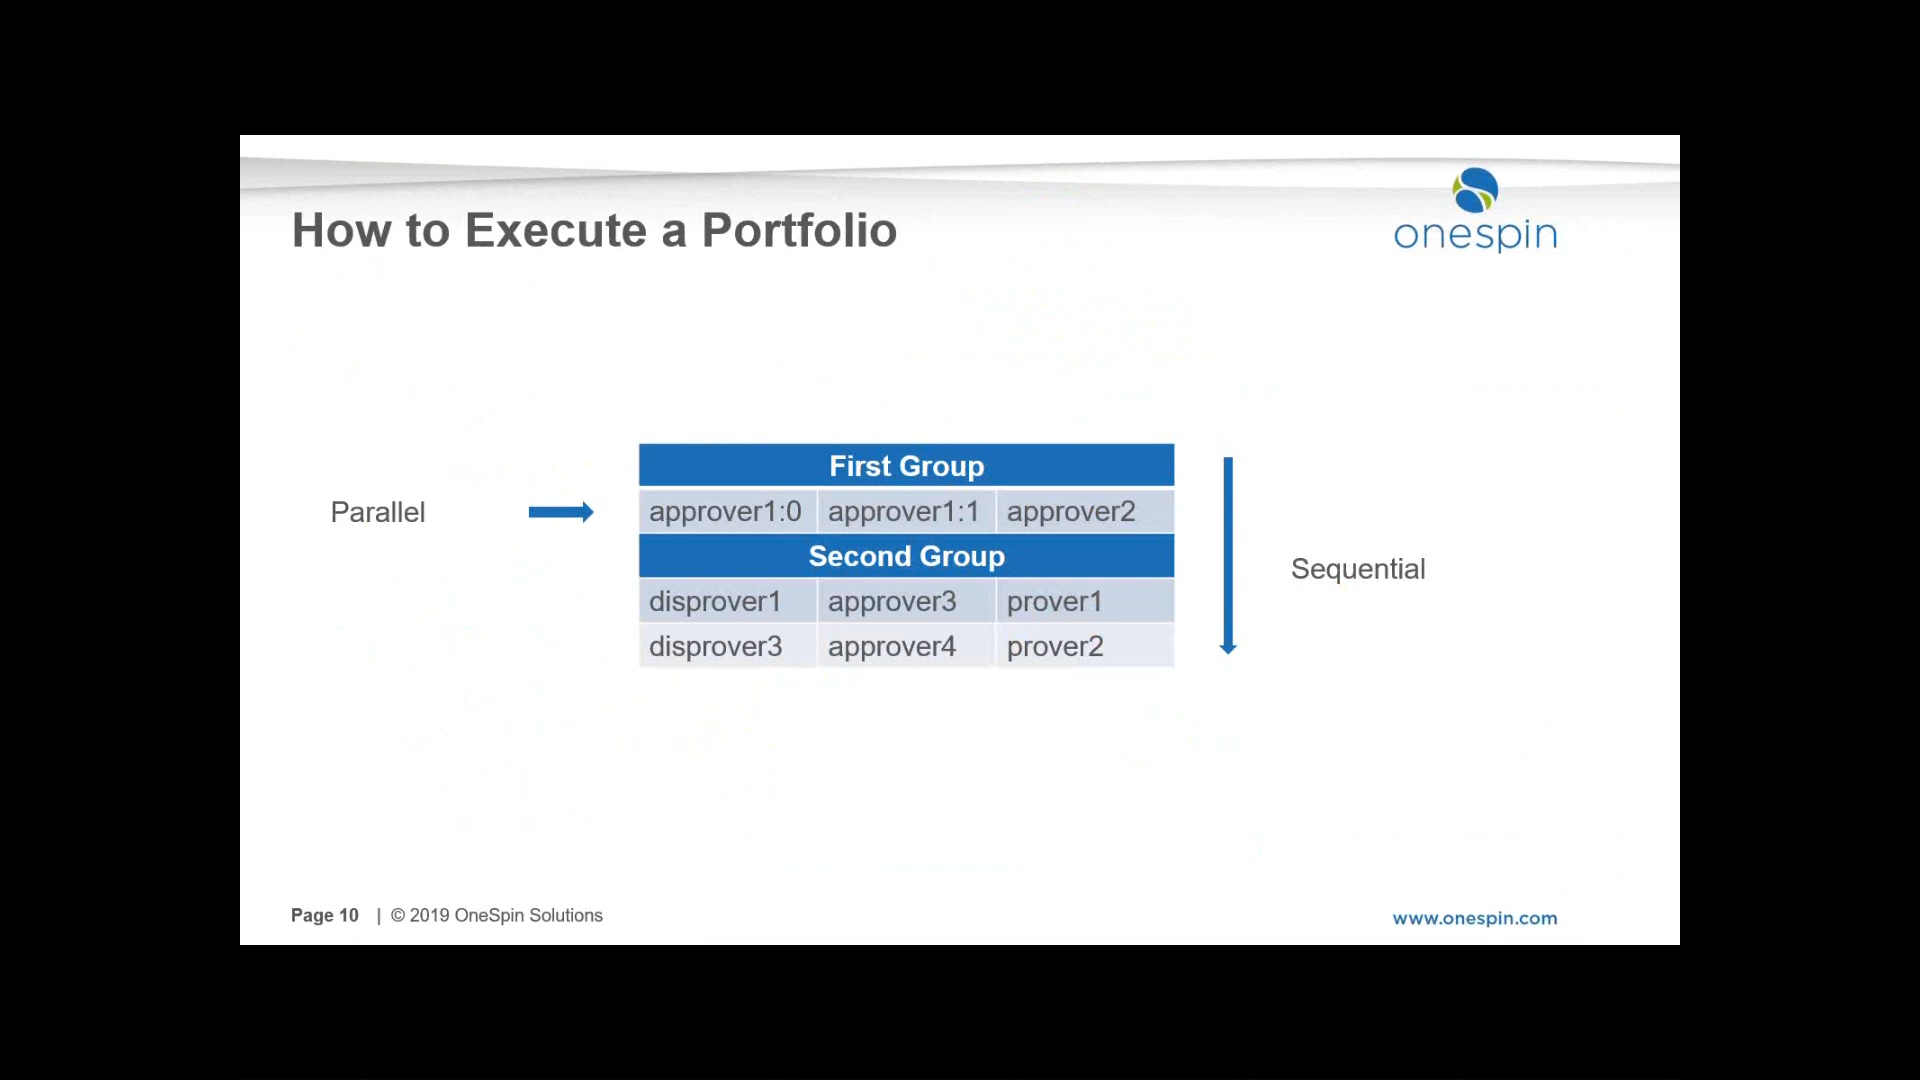 How to Execute a Portfolio
onespin
First Group
Parallel
approver1:0 approver1:1 approver2
Second Group
Sequential
disprover1 approver3 prover1
disprover3 approver4 prover2
Page 10 | © 2019 OneSpin Solutions
www.onespin.com